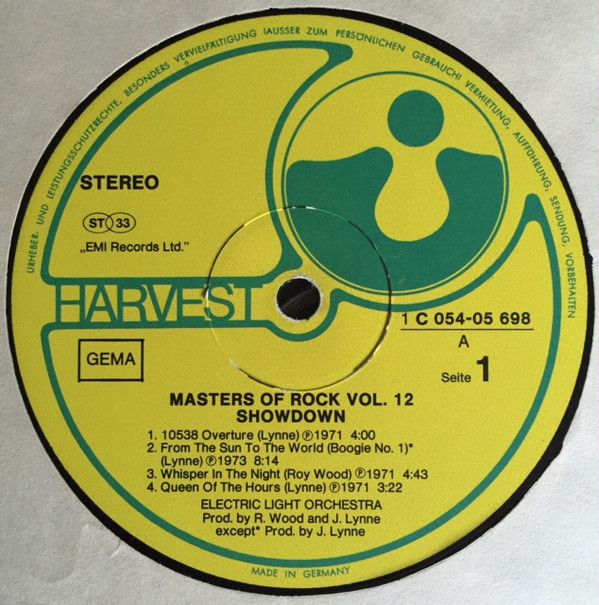 URHEBER- UND LEISTUNGSSCHUTZRECHTE, BESONDERS VERVIELFÄLTIGUNG (AUSSER ZUM PERSÖNLICHEN GEBRAUCH) VERMIETUNG, AUFFÜHRUNG, SENDUNG, VORBEHALTEN
STEREO
ST 33
„EMI Records Ltd."
HARVEST
GEMA
1 C 054-05 698
A
Seite 1
MASTERS OF ROCK VOL. 12
SHOWDOWN
1. 10538 Overture (Lynne) ℗1971 4:00
2. From The Sun To The World (Boogie No. 1)*
(Lynne) ℗1973 8:14
3. Whisper In The Night (Roy Wood) ℗1971 4:43
4. Queen Of The Hours (Lynne) ℗1971 3:22
ELECTRIC LIGHT ORCHESTRA
Prod. by R. Wood and J. Lynne
except* Prod. by J. Lynne
MADE IN GERMANY